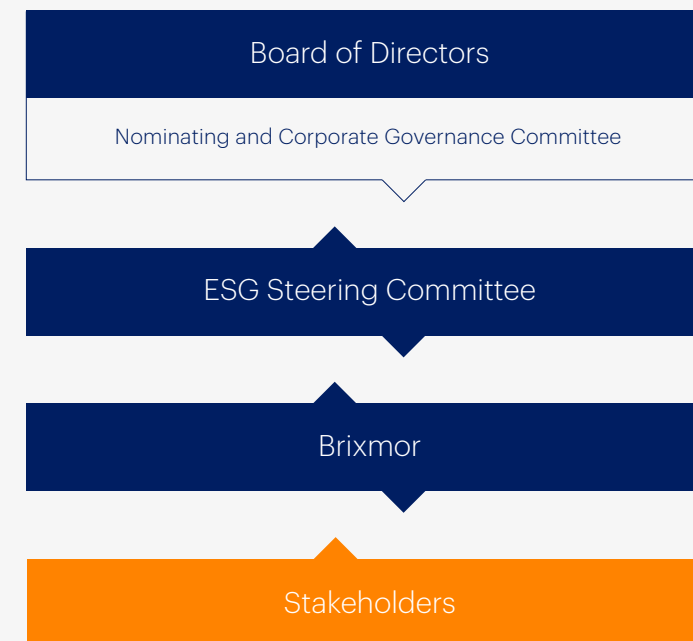 Board of Directors
Nominating and Corporate Governance Committee
ESG Steering Committee
Brixmor
Stakeholders